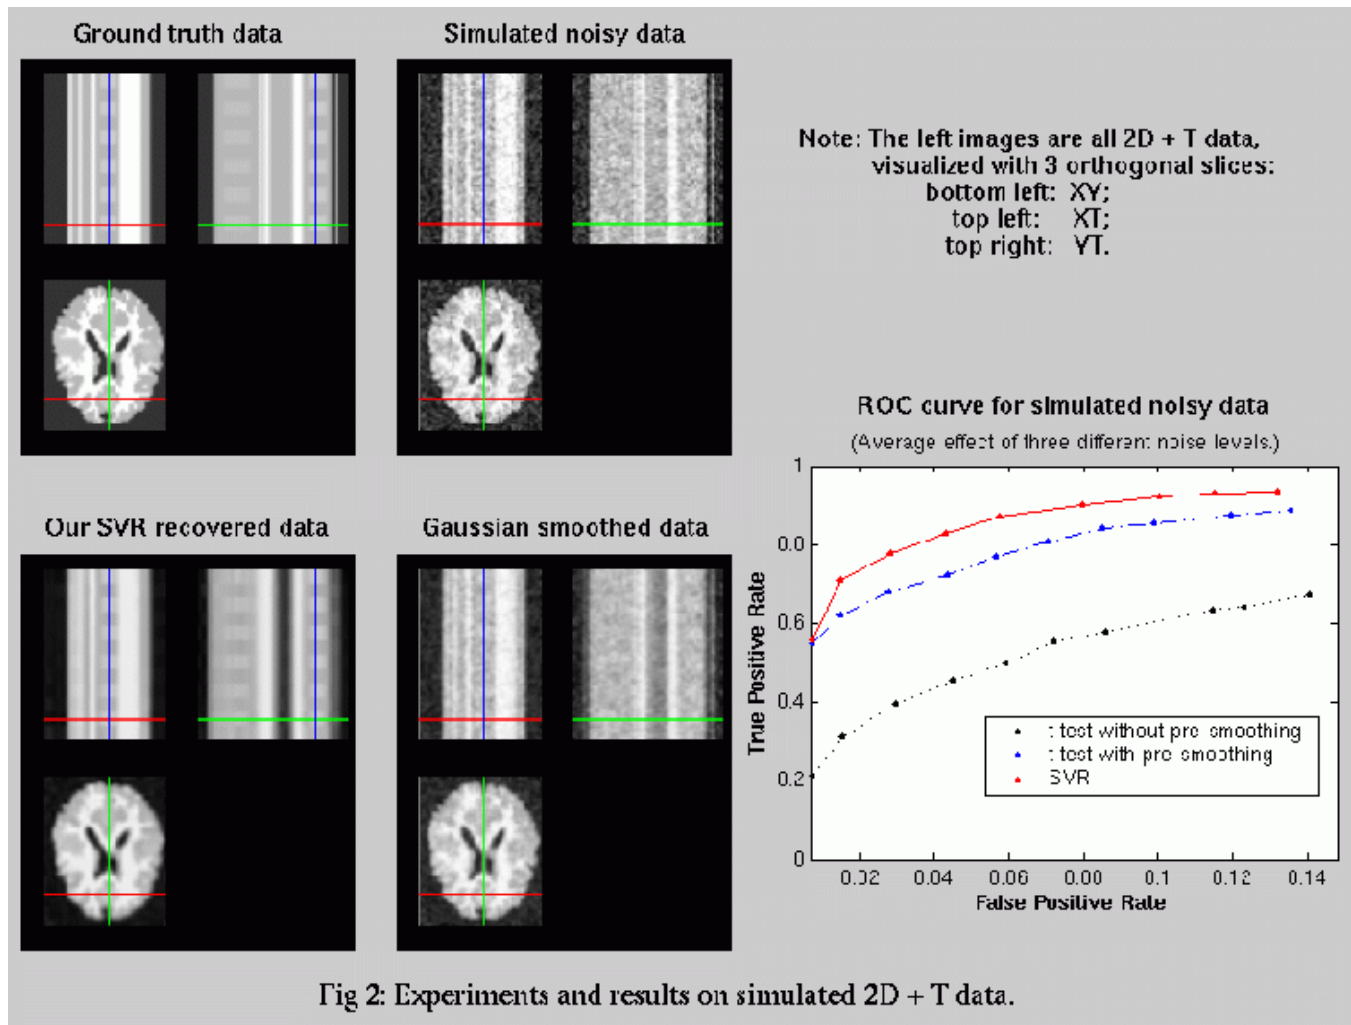 Ground truth data
Simulated noisy data
Note: The left images are all 2D + T data,
visualized with 3 orthogonal slices:
bottom left: XY;
top left: XT;
top right: YT.
Our SVR recovered data
Gaussian smoothed data
ROC curve for simulated noisy data
(Average effect of three different noise levels.)
1
0.8
0.6
0.4
0.2
0
True Positive Rate
t test without pre smoothing
t test with pre smoothing
SVR
0.02 0.04 0.06 0.08 0.1 0.12 0.14
False Positive Rate
Fig 2: Experiments and results on simulated 2D + T data.